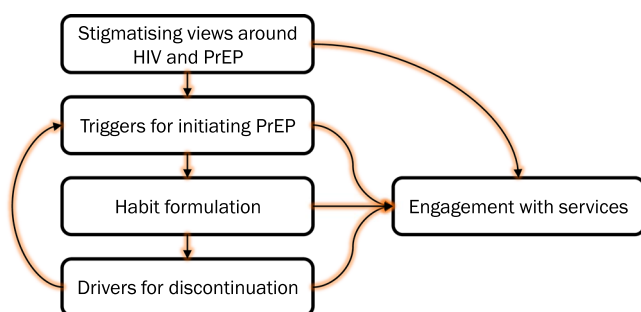 Stigmatising views around
HIV and PrEP
Triggers for initiating PrEP
Habit formulation
Engagement with services
Drivers for discontinuation